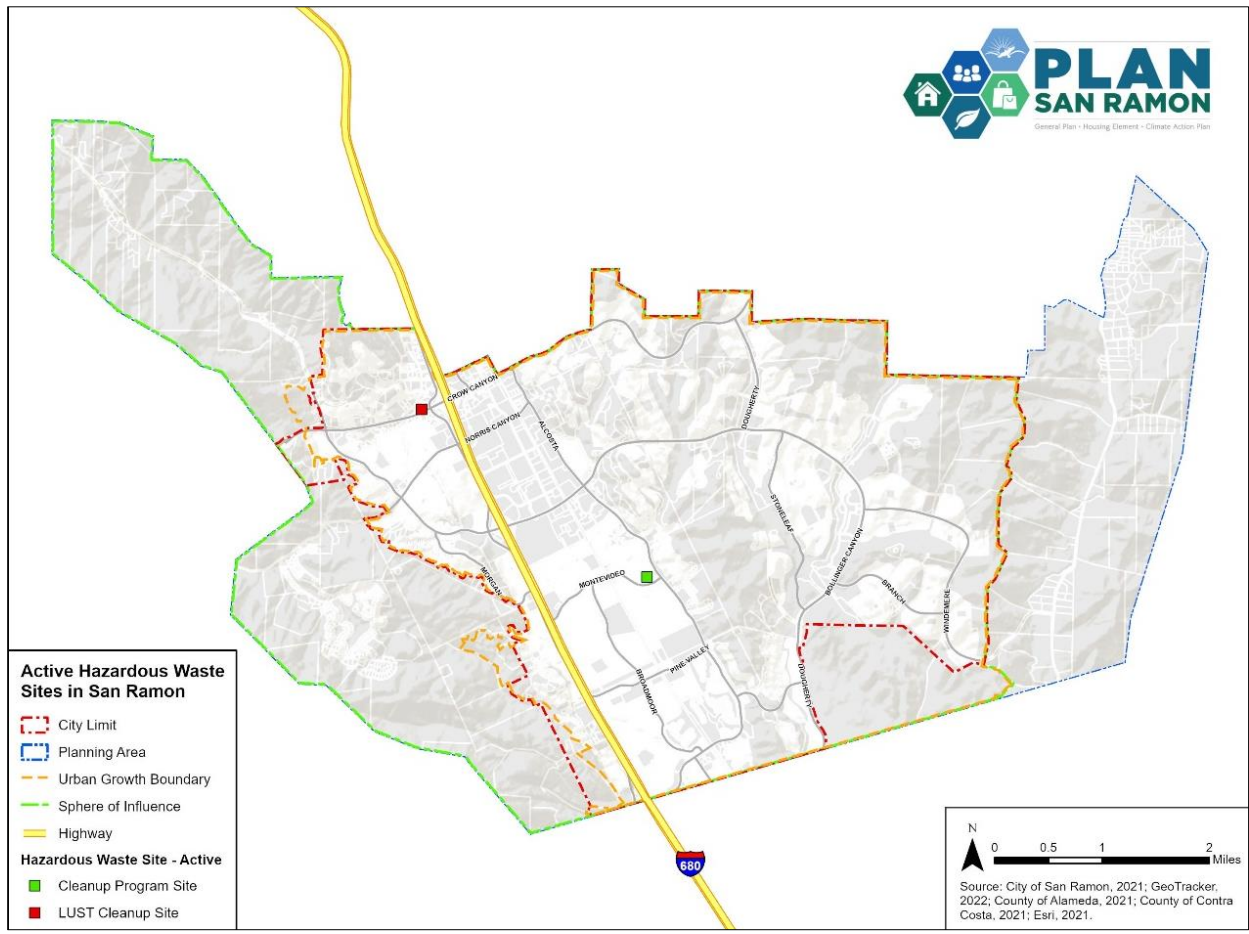 PLAN
SAN RAMON
General Plan • Housing Element • Climate Action Plan
CROW CANYON
NORRIS CANYON
ALCOSTA
DOUGHERTY
STONELEAF
BOLLINGER CANYON
MORGAN
MONTEVIDEO
BRANCH
WINDEMERE
PINE VALLEY
BROADMOOR
DOUGHERTY
680
Active Hazardous Waste
Sites in San Ramon
City Limit
Planning Area
Urban Growth Boundary
Sphere of Influence
Highway
Hazardous Waste Site - Active
Cleanup Program Site
LUST Cleanup Site
N
0 0.5 1 2
Miles
Source: City of San Ramon, 2021; GeoTracker,
2022; County of Alameda, 2021; County of Contra
Costa, 2021; Esri, 2021.